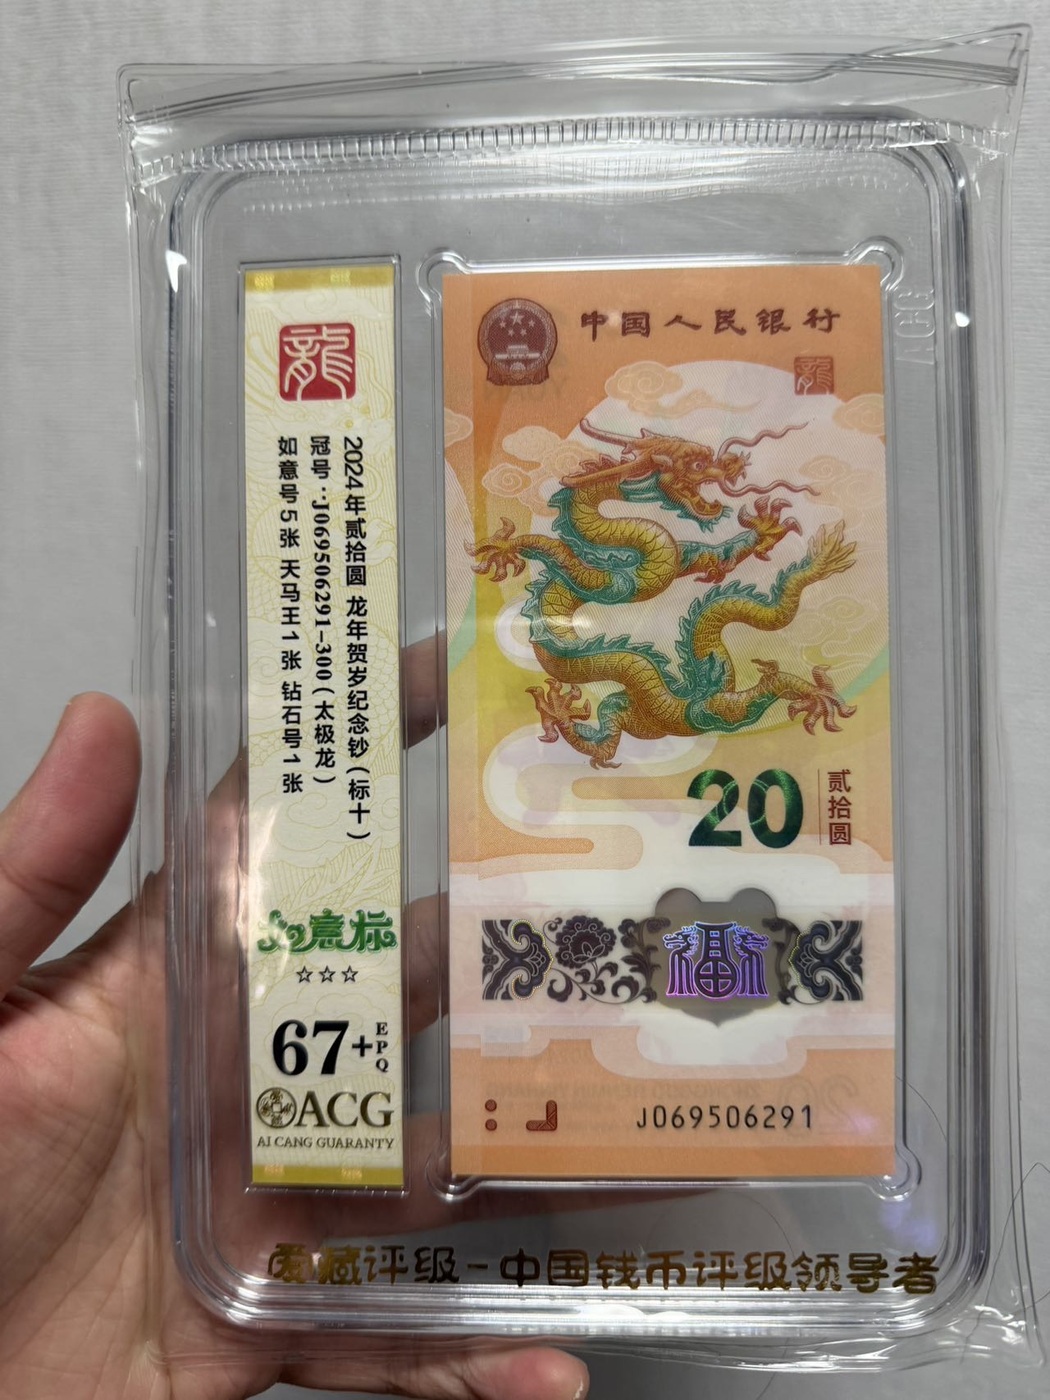 龍
2024年贰拾圆 龙年贺岁纪念钞(标十)
冠号:J069506291-300(太极龙)
如意号5张 天马王1张 钻石号1张
如意标
☆☆☆
67+EPQ
ACG
AI CANG GUARANTY
中国人民银行
龍
20
贰拾圆
福
J069506291
爱藏评级-中国钱币评级领导者
ACG